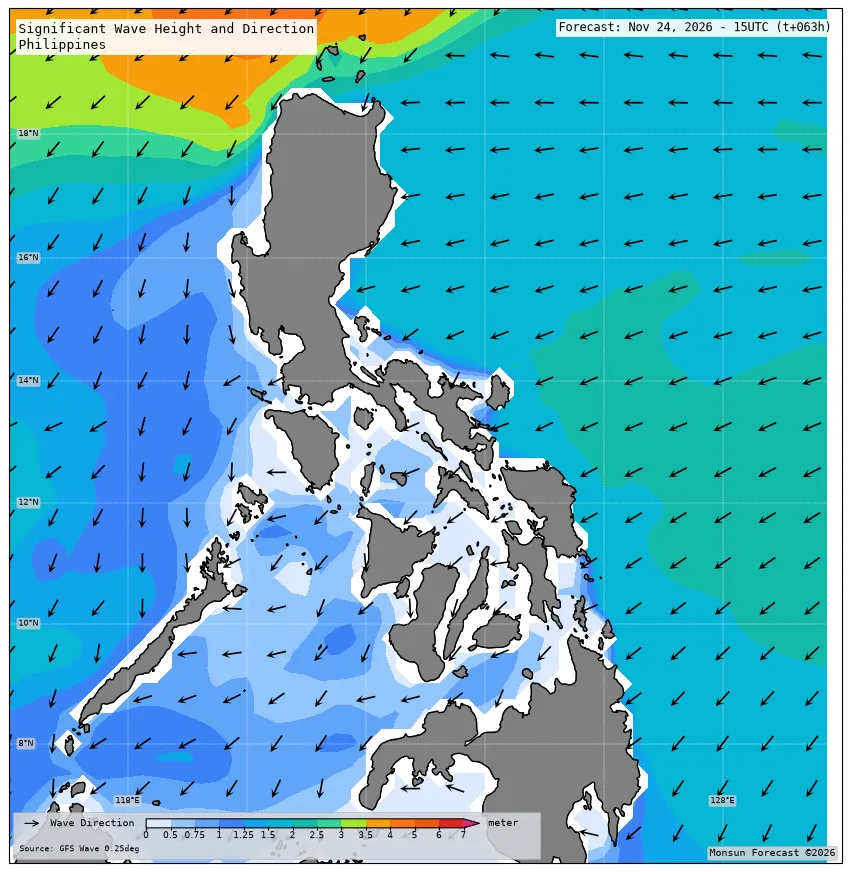 Significant Wave Height and Direction
Philippines
Forecast: Nov 24, 2026 - 15UTC (t+063h)
18°N
16°N
14°N
12°N
10°N
8°N
118°E
128°E
Wave Direction
meter
0 0.5 0.75 1 1.25 1.5 2 2.5 3 3.5 4 5 6 7
Source: GFS Wave 0.25deg
Monsun Forecast ©2026